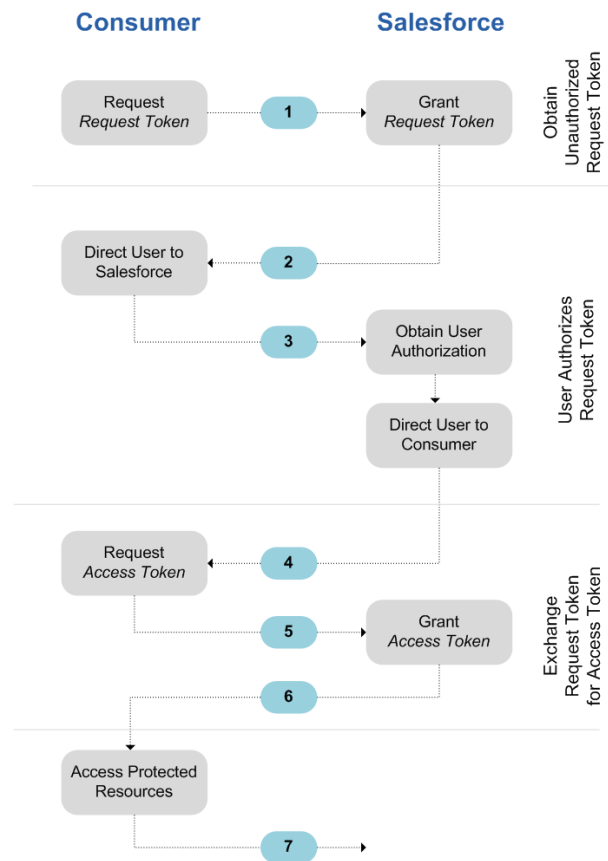 Consumer
Salesforce
Request
Request Token
1
Grant
Request Token
Obtain
Unauthorized
Request Token
Direct User to
Salesforce
2
3
Obtain User
Authorization
Direct User to
Consumer
User Authorizes
Request Token
Request
Access Token
4
5
Grant
Access Token
6
Exchange
Request Token
for Access Token
Access Protected
Resources
7